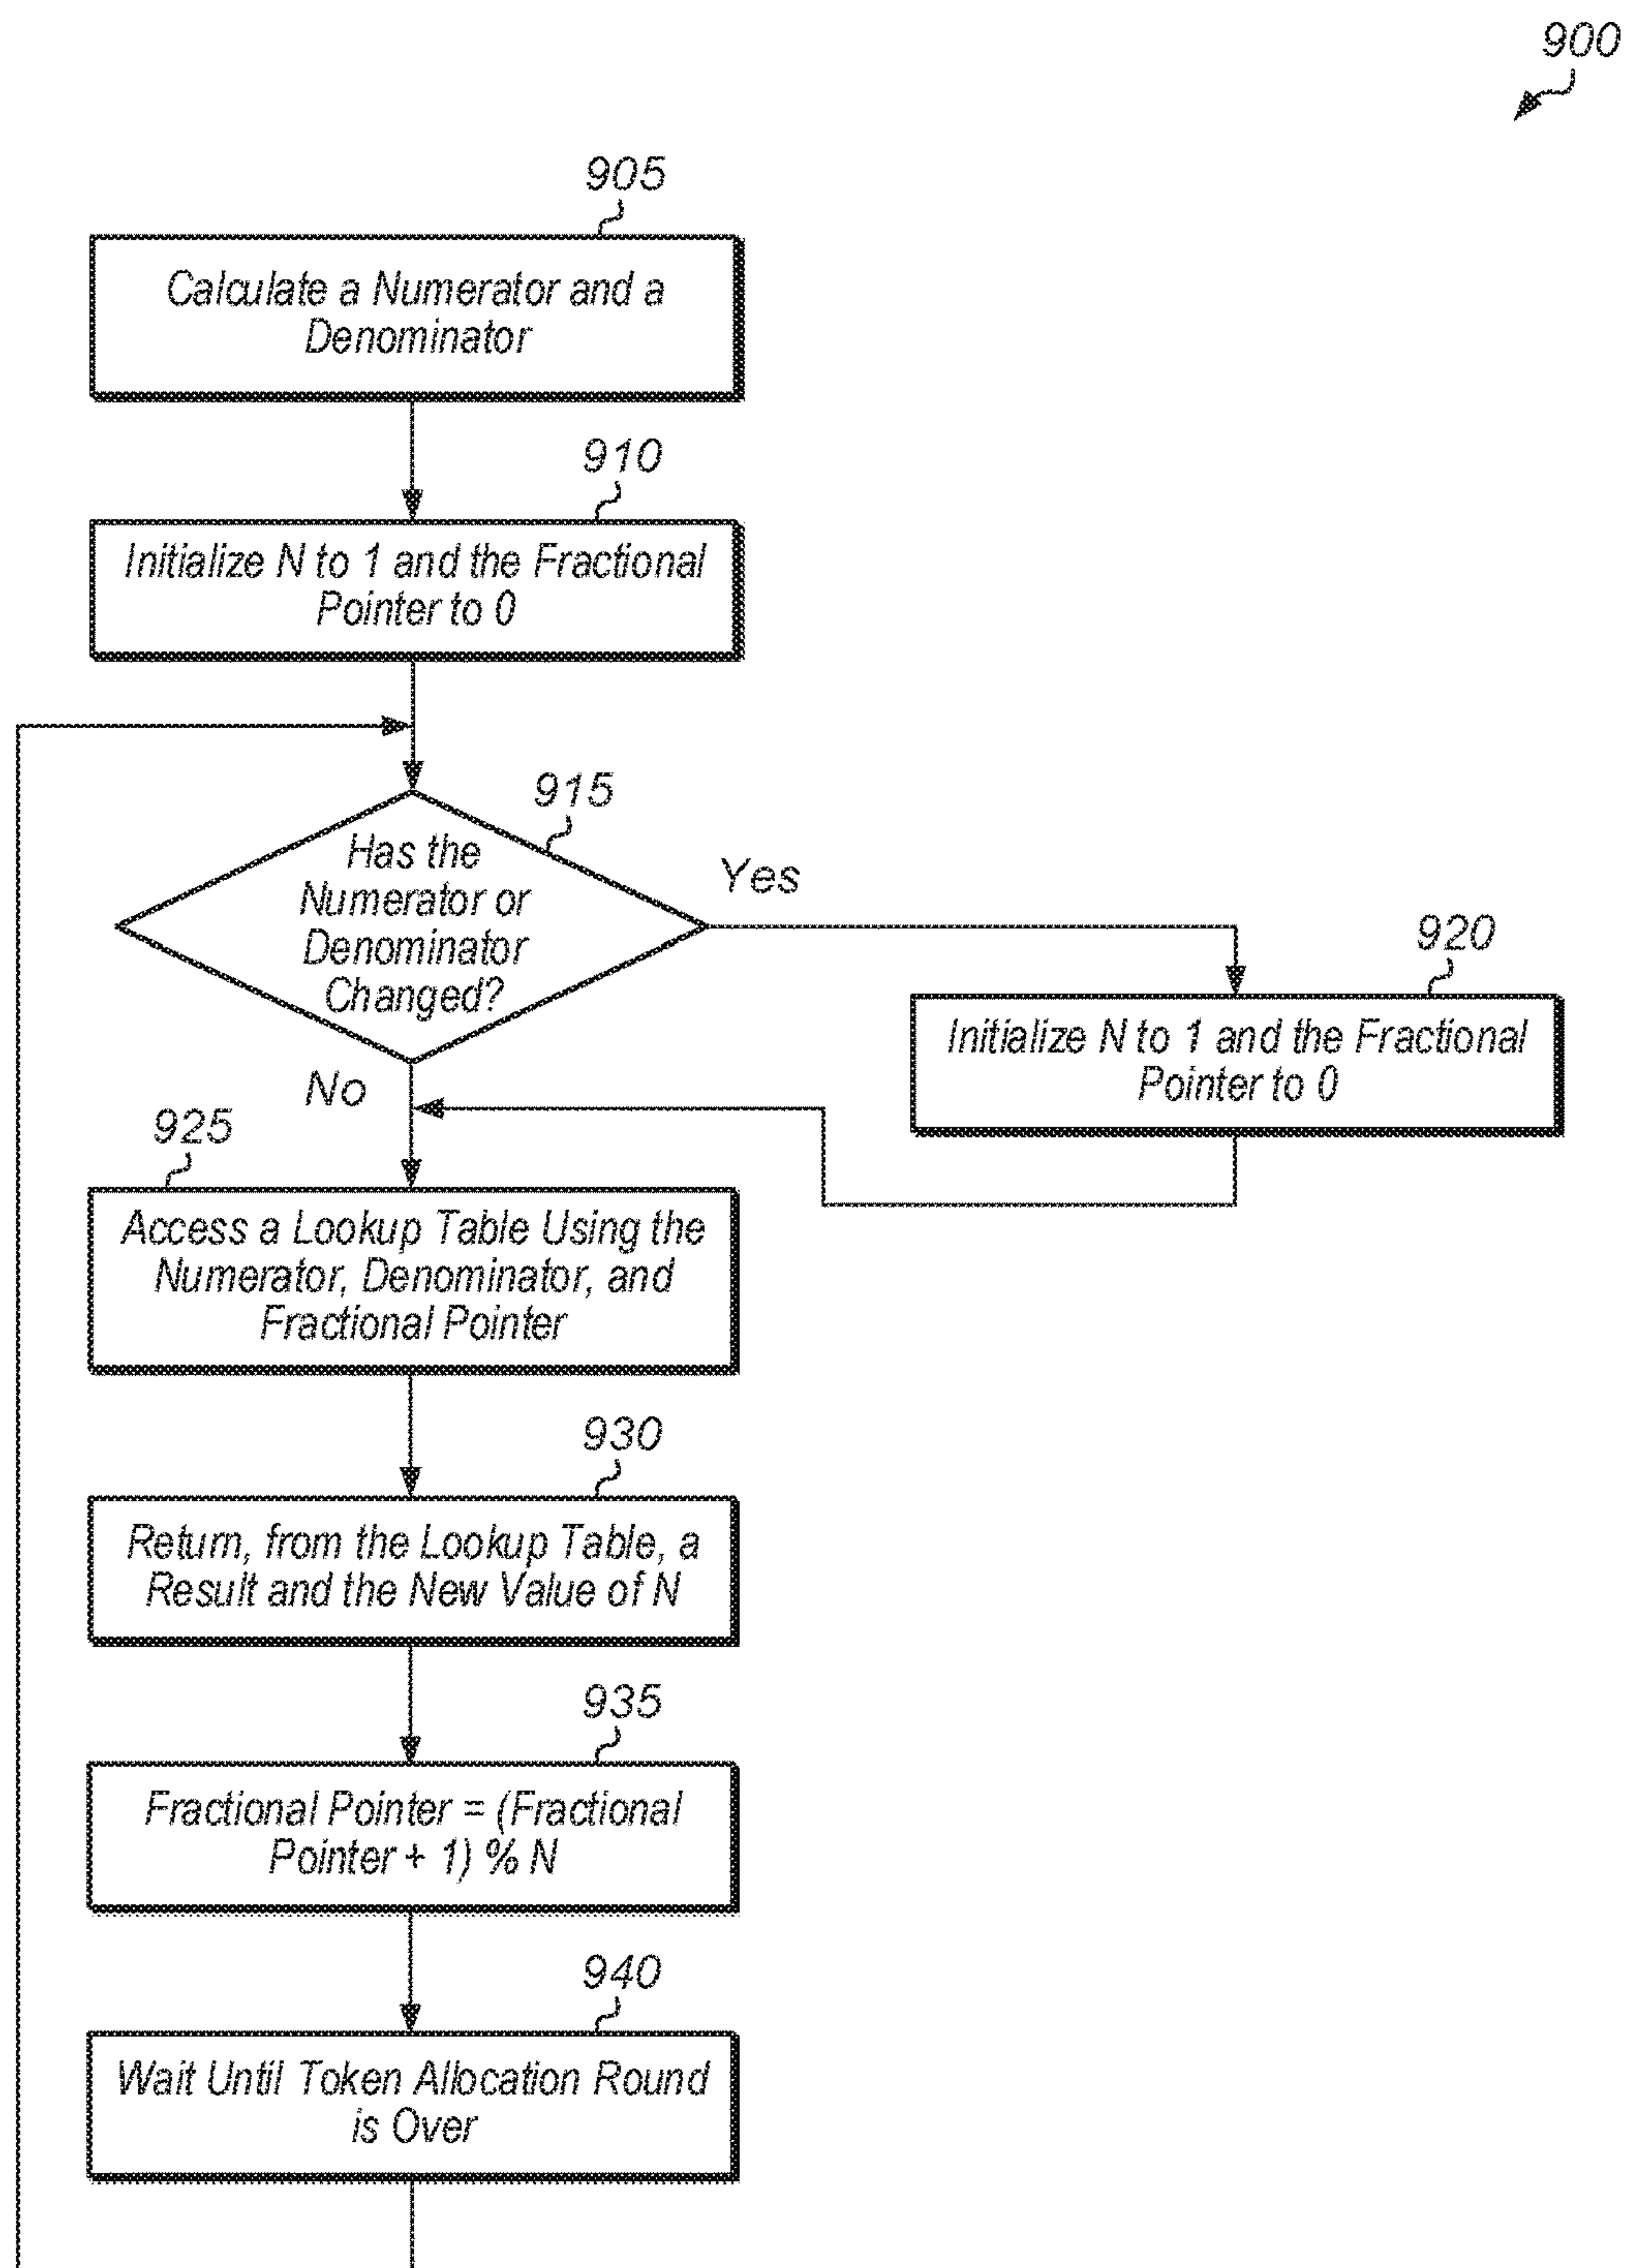 900
905
Calculate a Numerator and a
Denominator
910
Initialize N to 1 and the Fractional
Pointer to 0
915
Has the
Numerator or
Denominator
Changed?
Yes
920
Initialize N to 1 and the Fractional
Pointer to 0
No
925
Access a Lookup Table Using the
Numerator, Denominator, and
Fractional Pointer
930
Return, from the Lookup Table, a
Result and the New Value of N
935
Fractional Pointer = (Fractional
Pointer + 1) % N
940
Wait Until Token Allocation Round
is Over